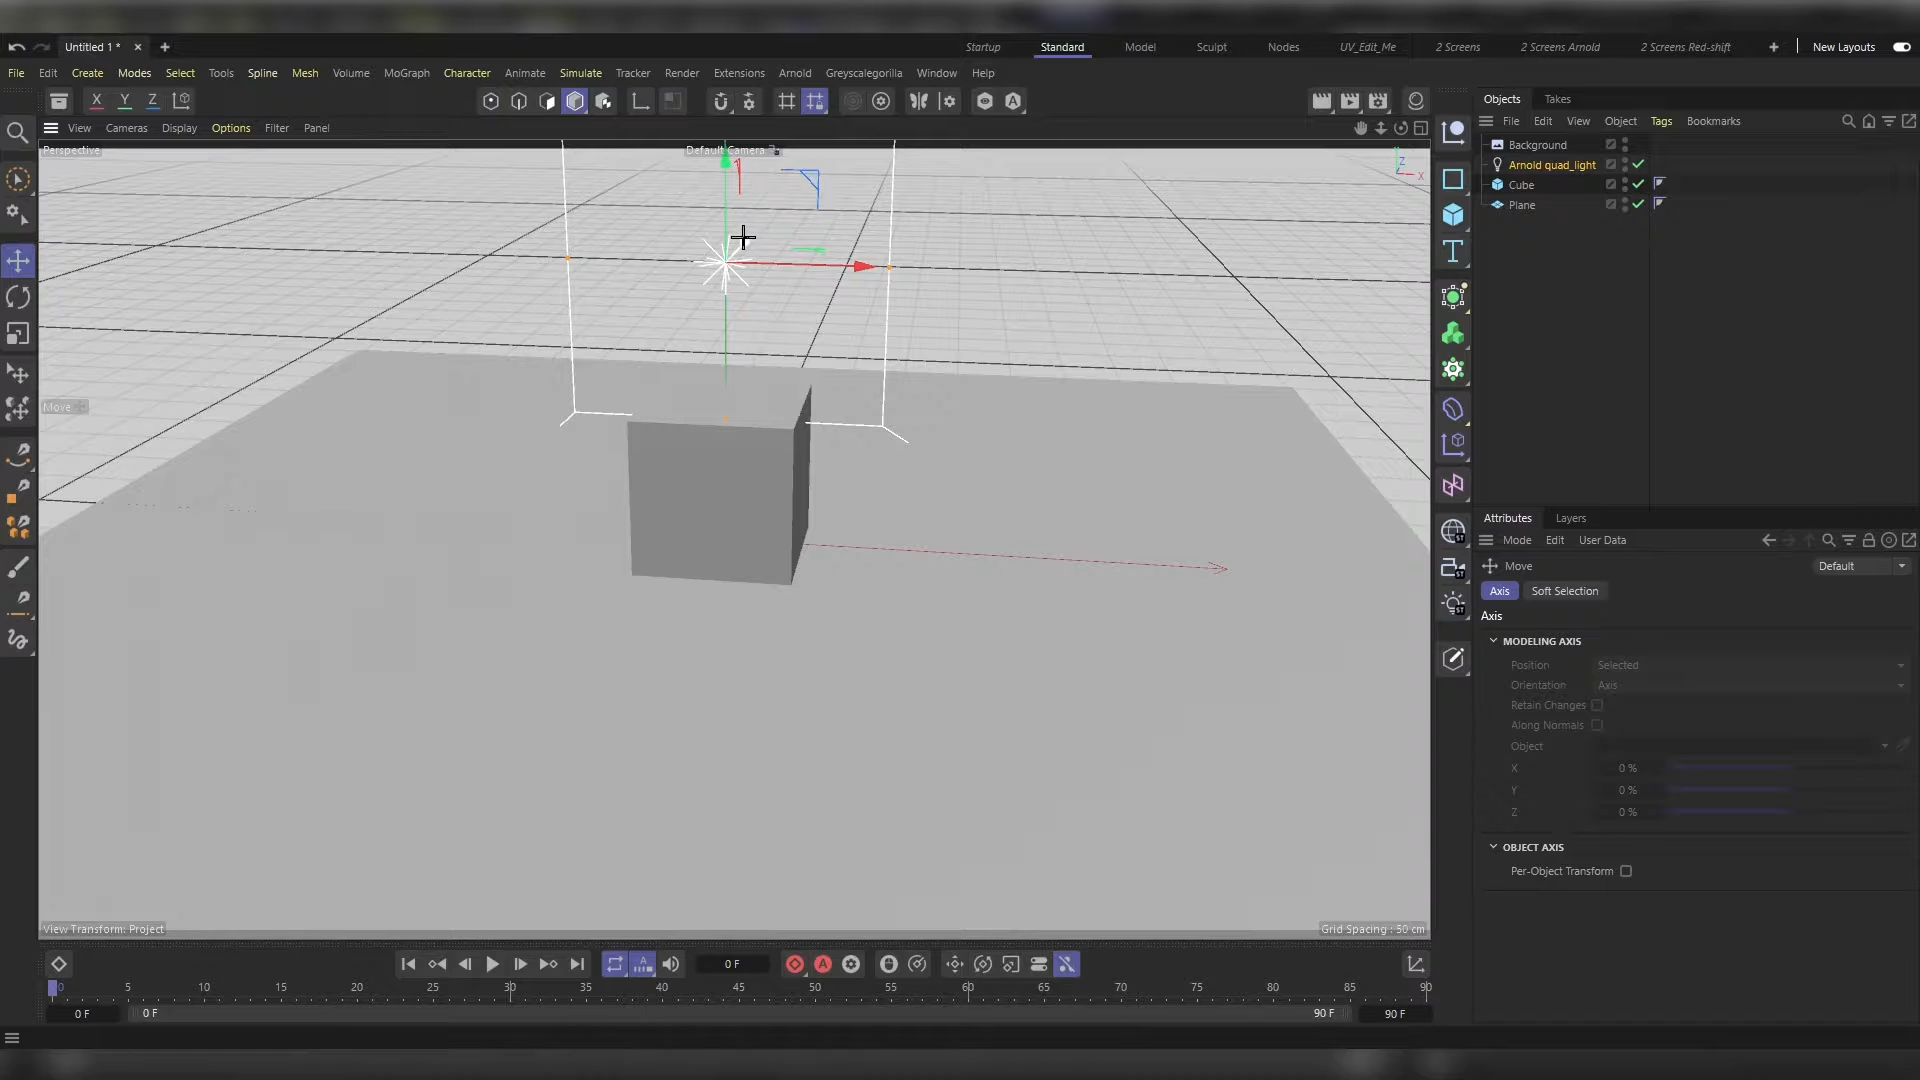 Untitled 1 *
Startup Standard Model Sculpt Nodes UV_Edit_Me 2 Screens 2 Screens Arnold 2 Screens Red-shift New Layouts
File Edit Create Modes Select Tools Spline Mesh Volume MoGraph Character Animate Simulate Tracker Render Extensions Arnold Greyscalegorilla Window Help
X Y Z
Objects Takes
File Edit View Object Tags Bookmarks
View Cameras Display Options Filter Panel
Perspective
Default Camera
Z
X
Background
Arnold quad_light
Cube
Plane
Move
Attributes Layers
Mode Edit User Data
Move Default
Axis Soft Selection
Axis
MODELING AXIS
Position Selected
Orientation Axis
Retain Changes
Along Normals
Object
X 0 %
Y 0 %
Z 0 %
OBJECT AXIS
Per-Object Transform
View Transform: Project
Grid Spacing : 50 cm
0 F
0 5 10 15 20 25 30 35 40 45 50 55 60 65 70 75 80 85 90
0 F 0 F 90 F 90 F